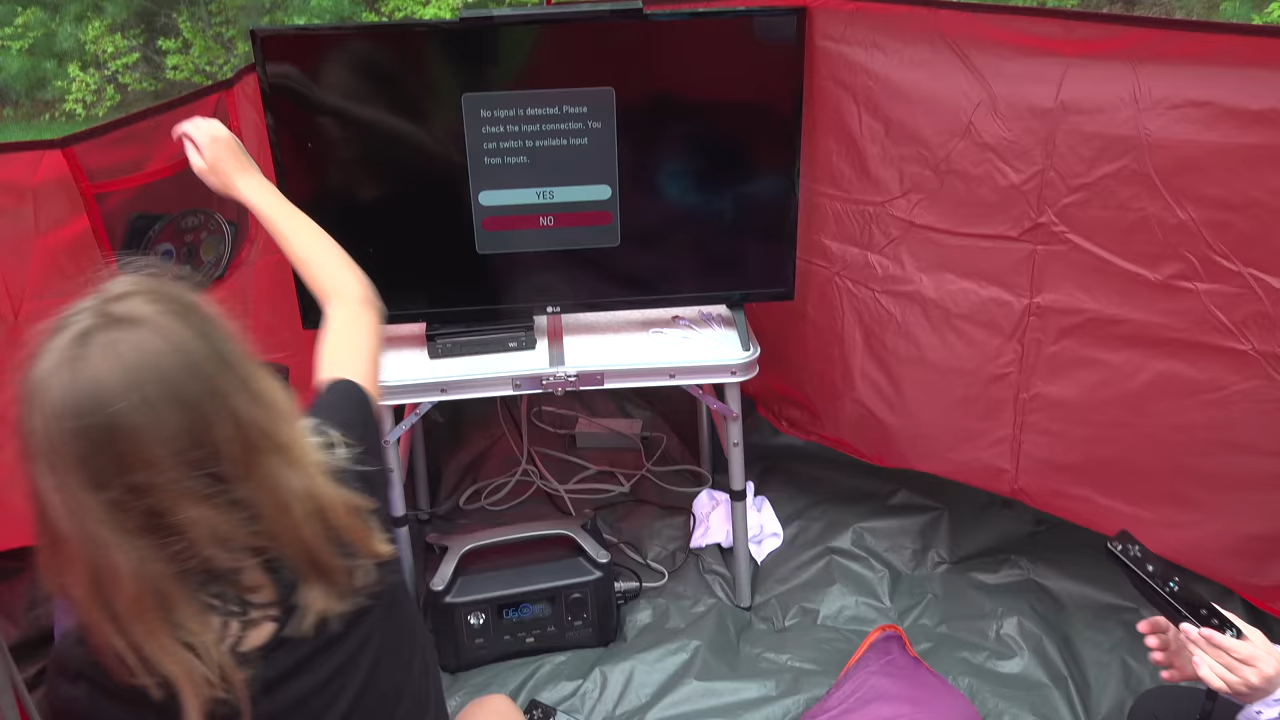 No signal is detected. Please
check the input connection. You
can switch to available input
from Inputs.
YES
NO
LG
Wii